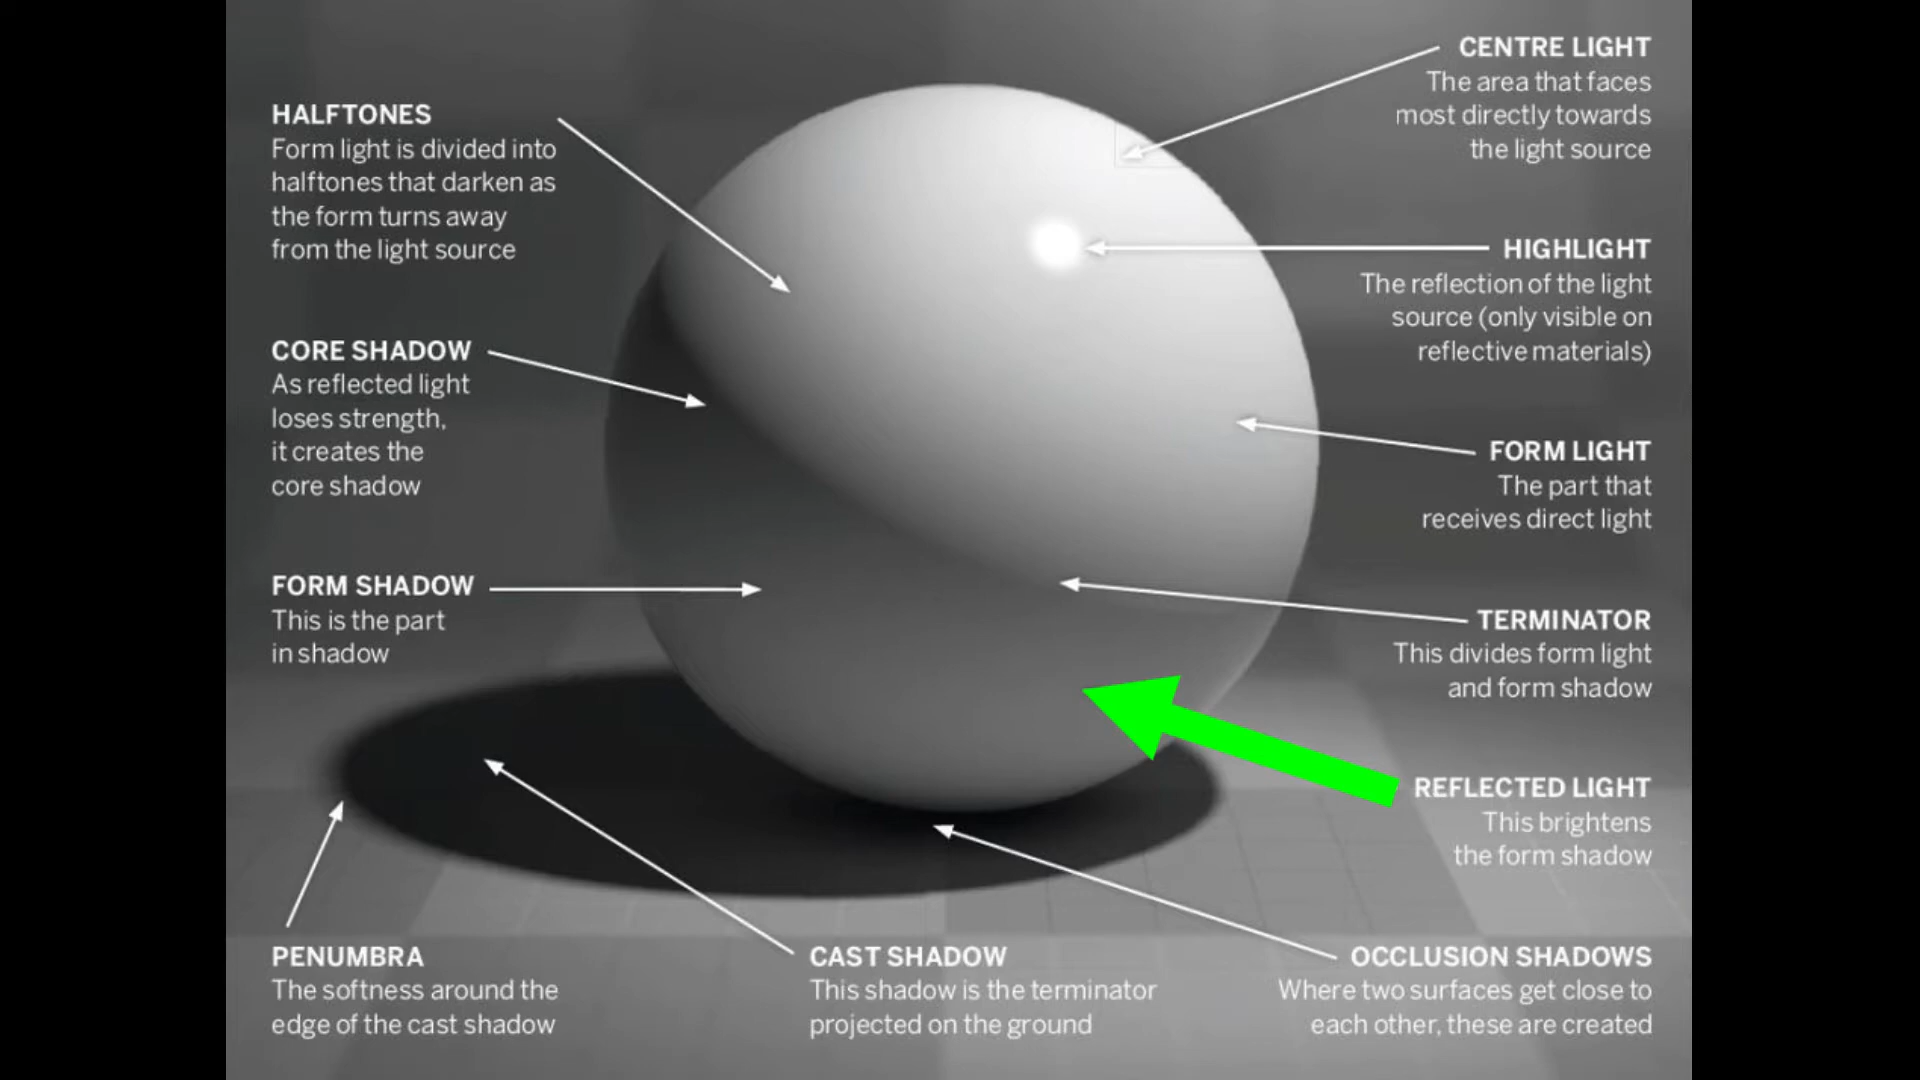 HALFTONES
Form light is divided into
halftones that darken as
the form turns away
from the light source
CORE SHADOW
As reflected light
loses strength,
it creates the
core shadow
FORM SHADOW
This is the part
in shadow
PENUMBRA
The softness around the
edge of the cast shadow
CAST SHADOW
This shadow is the terminator
projected on the ground
CENTRE LIGHT
The area that faces
most directly towards
the light source
HIGHLIGHT
The reflection of the light
source (only visible on
reflective materials)
FORM LIGHT
The part that
receives direct light
TERMINATOR
This divides form light
and form shadow
REFLECTED LIGHT
This brightens
the form shadow
OCCLUSION SHADOWS
Where two surfaces get close to
each other, these are created